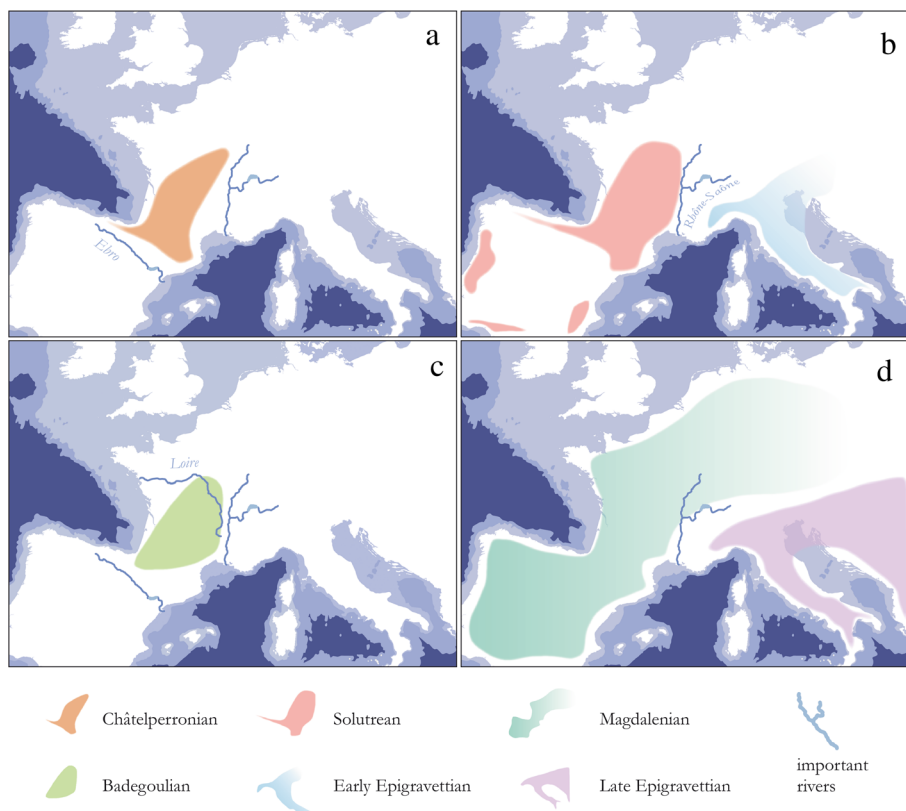 a
b
Ebro
Rhône-Saône
c
d
Loire
Châtelperronian
Solutrean
Magdalenian
Badegoulian
Early Epigravettian
Late Epigravettian
important
rivers